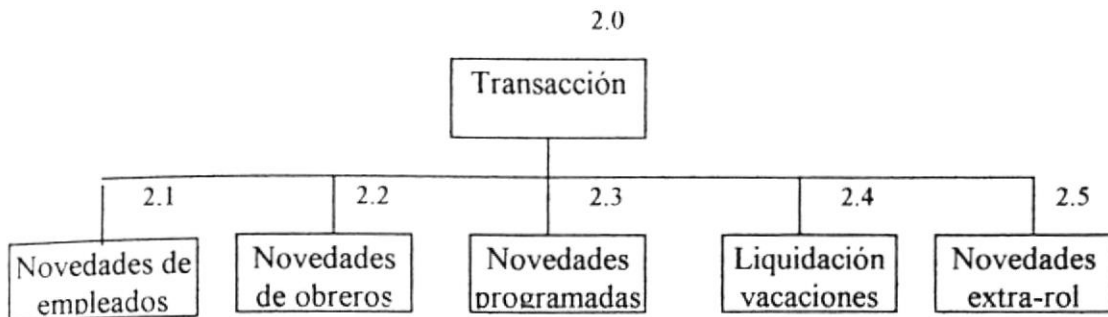 2.0
Transacción
2.1
2.2
2.3
2.4
2.5
Novedades de
empleados
Novedades
de obreros
Novedades
programadas
Liquidación
vacaciones
Novedades
extra-rol